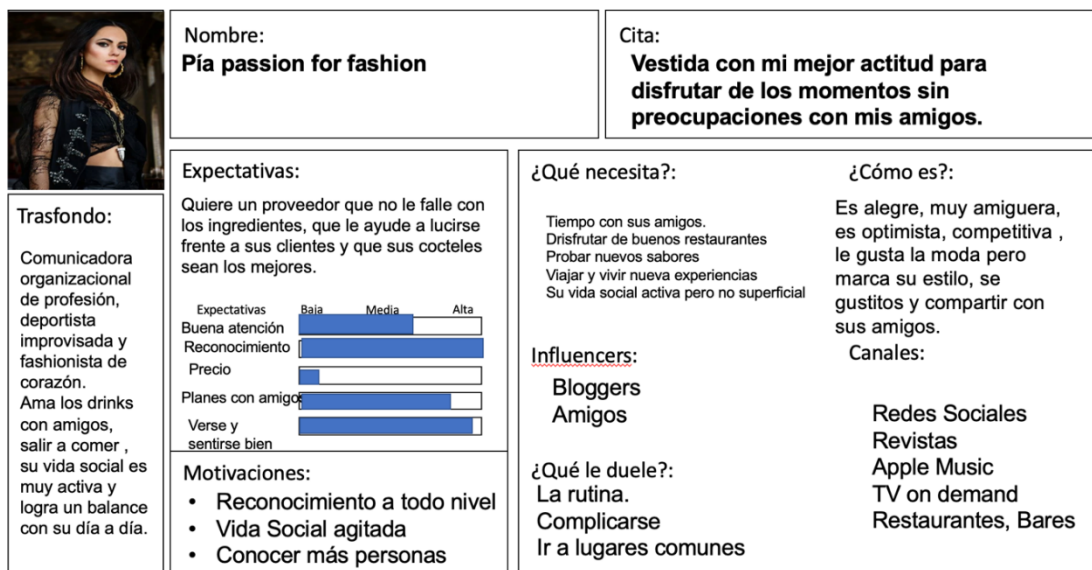 Nombre:
Pía passion for fashion
Cita:
Vestida con mi mejor actitud para
disfrutar de los momentos sin
preocupaciones con mis amigos.
Trasfondo:
Comunicadora
organizacional
de profesión,
deportista
improvisada y
fashionista de
corazón.
Ama los drinks
con amigos,
salir a comer ,
su vida social es
muy activa y
logra un balance
con su día a día.
Expectativas:
Quiere un proveedor que no le falle con
los ingredientes, que le ayude a lucirse
frente a sus clientes y que sus cocteles
sean los mejores.
Expectativas Baja Media Alta
Buena atención
Reconocimiento
Precio
Planes con amigos
Verse y
sentirse bien
Motivaciones:
• Reconocimiento a todo nivel
• Vida Social agitada
• Conocer más personas
¿Qué necesita?:
Tiempo con sus amigos.
Drisfrutar de buenos restaurantes
Probar nuevos sabores
Viajar y vivir nueva experiencias
Su vida social activa pero no superficial
¿Cómo es?:
Es alegre, muy amiguera,
es optimista, competitiva ,
le gusta la moda pero
marca su estilo, se
gustitos y compartir con
sus amigos.
Influencers:
Bloggers
Amigos
¿Qué le duele?:
La rutina.
Complicarse
Ir a lugares comunes
Canales:
Redes Sociales
Revistas
Apple Music
TV on demand
Restaurantes, Bares